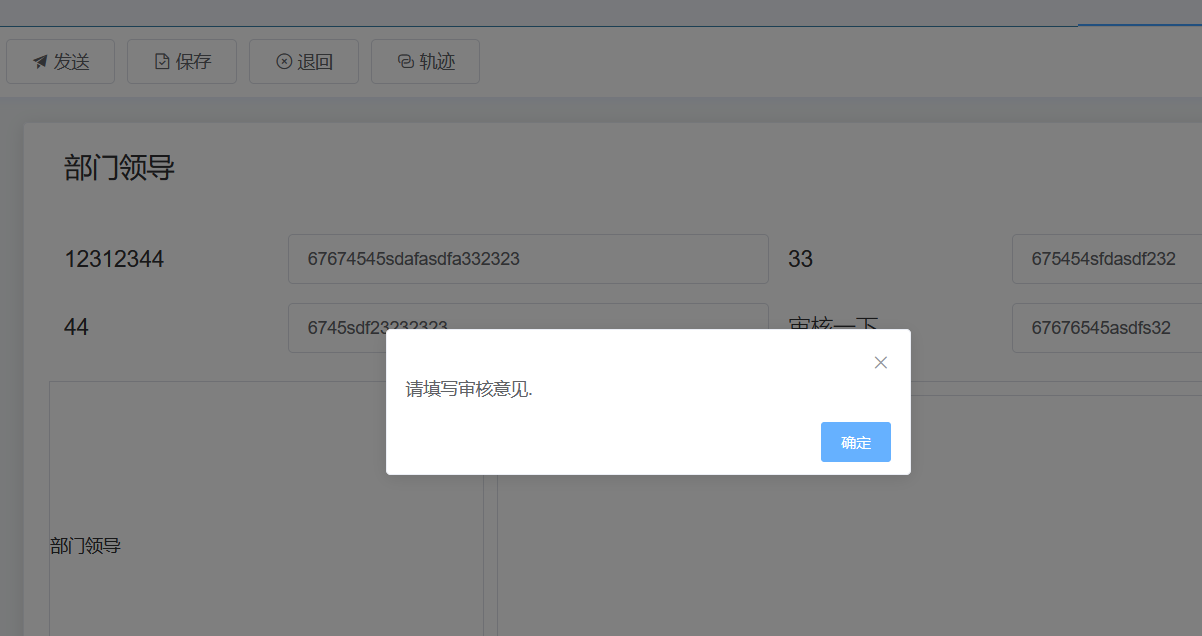 发送 保存 退回 轨迹
部门领导
12312344 67674545sdafasdfa332323 33 675454sfdasdf232
44 6745sdf23232323 审核一下 67676545asdfs32
请填写审核意见.
确定
部门领导